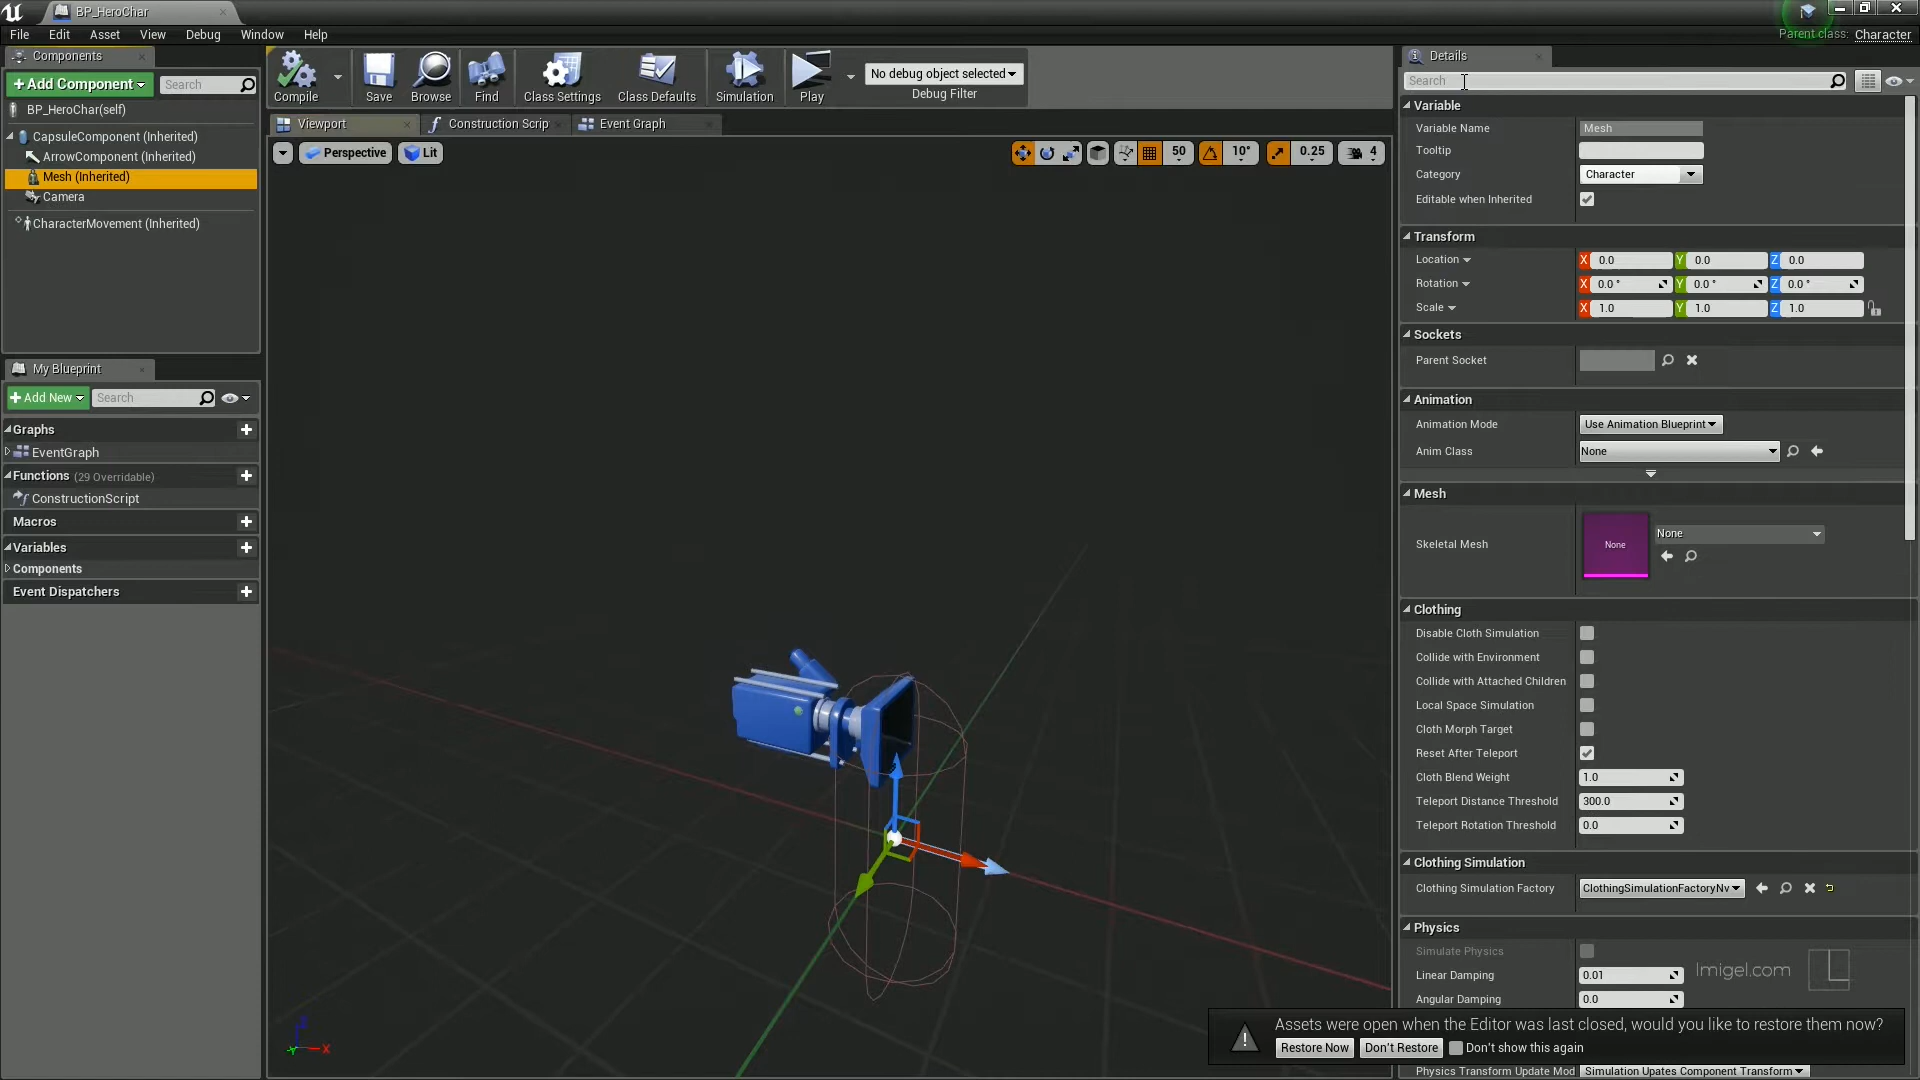 BP_HeroChar
Parent class: Character
File Edit Asset View Debug Window Help
Components
+Add Component
Search
BP_HeroChar(self)
CapsuleComponent (Inherited)
ArrowComponent (Inherited)
Mesh (Inherited)
Camera
CharacterMovement (Inherited)
My Blueprint
+Add New
Search
Graphs
EventGraph
Functions (29 Overridable)
ConstructionScript
Macros
Variables
Components
Event Dispatchers
Compile Save Browse Find Class Settings Class Defaults Simulation Play
No debug object selected
Debug Filter
Viewport Construction Scrip Event Graph
Perspective Lit
50 10° 0.25 4
Z
Y X
Details
Search
Variable
Variable Name Mesh
Tooltip
Category Character
Editable when Inherited
Transform
Location X 0.0 Y 0.0 Z 0.0
Rotation X 0.0 ° Y 0.0 ° Z 0.0 °
Scale X 1.0 Y 1.0 Z 1.0
Sockets
Parent Socket
Animation
Animation Mode Use Animation Blueprint
Anim Class None
Mesh
Skeletal Mesh None None
Clothing
Disable Cloth Simulation
Collide with Environment
Collide with Attached Children
Local Space Simulation
Cloth Morph Target
Reset After Teleport
Cloth Blend Weight 1.0
Teleport Distance Threshold 300.0
Teleport Rotation Threshold 0.0
Clothing Simulation
Clothing Simulation Factory ClothingSimulationFactoryNv
Physics
Simulate Physics
Linear Damping 0.01
Angular Damping 0.0
Imigel.com
Assets were open when the Editor was last closed, would you like to restore them now?
Restore Now Don't Restore Don't show this again
Physics Transform Update Mod Simulation Upates Component Transform